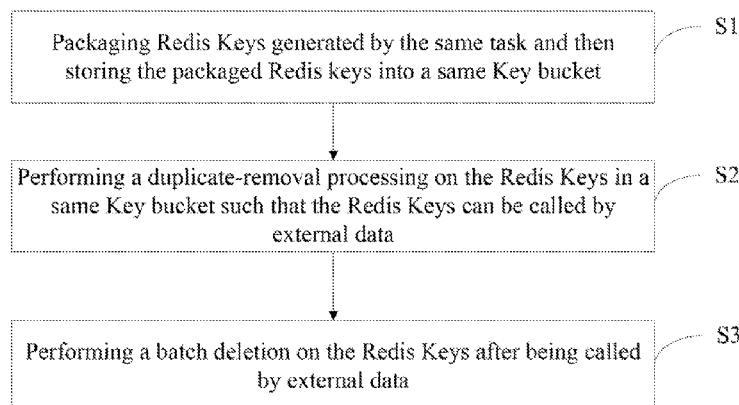 Packaging Redis Keys generated by the same task and then
storing the packaged Redis keys into a same Key bucket
S1
Performing a duplicate-removal processing on the Redis Keys in a
same Key bucket such that the Redis Keys can be called by
external data
S2
Performing a batch deletion on the Redis Keys after being called
by external data
S3